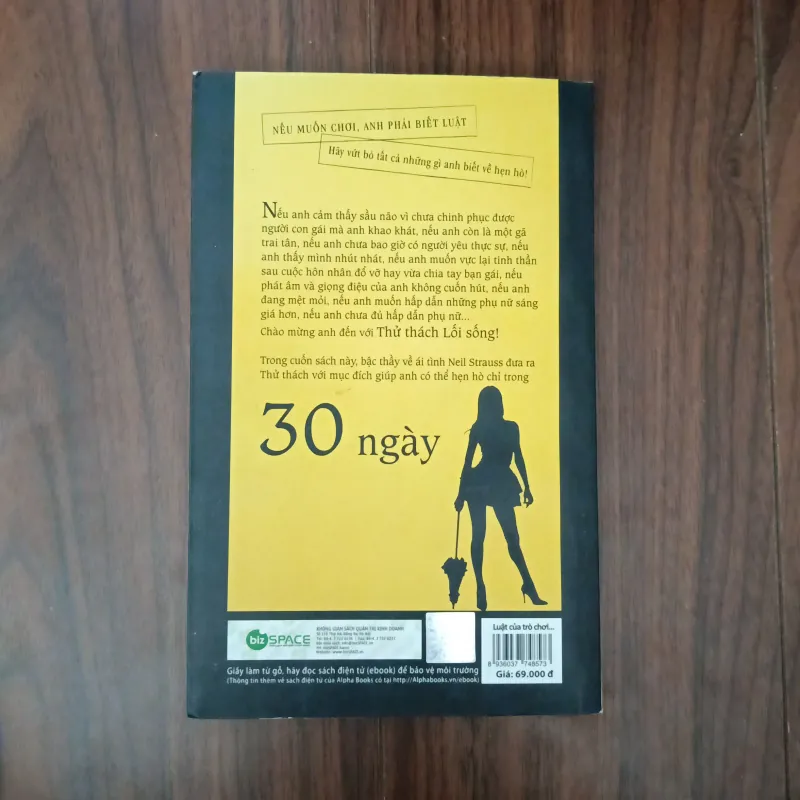 NẾU MUỐN CHƠI, ANH PHẢI BIẾT LUẬT
Hãy vứt bỏ tất cả những gì anh biết về hẹn hò!
Nếu anh cảm thấy sầu não vì chưa chinh phục được
người con gái mà anh khao khát, nếu anh còn là một gã
trai tân, nếu anh chưa bao giờ có người yêu thực sự, nếu
anh thấy mình nhút nhát, nếu anh muốn vực lại tinh thần
sau cuộc hôn nhân đổ vỡ hay vừa chia tay bạn gái, nếu
phát âm và giọng điệu của anh không cuốn hút, nếu anh
đang mệt mỏi, nếu anh muốn hấp dẫn những phụ nữ sáng
giá hơn, nếu anh chưa đủ hấp dẫn phụ nữ...
Chào mừng anh đến với Thử thách Lối sống!
Trong cuốn sách này, bậc thầy về ái tình Neil Strauss đưa ra
Thử thách với mục đích giúp anh có thể hẹn hò chỉ trong
30 ngày
biz SPACE
KHÔNG GIAN SÁCH QUẢN TRỊ KINH DOANH
Luật của trò chơi...
8 936037 748573
Giá: 69.000 đ
Giấy làm từ gỗ, hãy đọc sách điện tử (ebook) để bảo vệ môi trường
(Thông tin thêm về sách điện tử của Alpha Books có tại http://Alphabooks.vn/ebook)